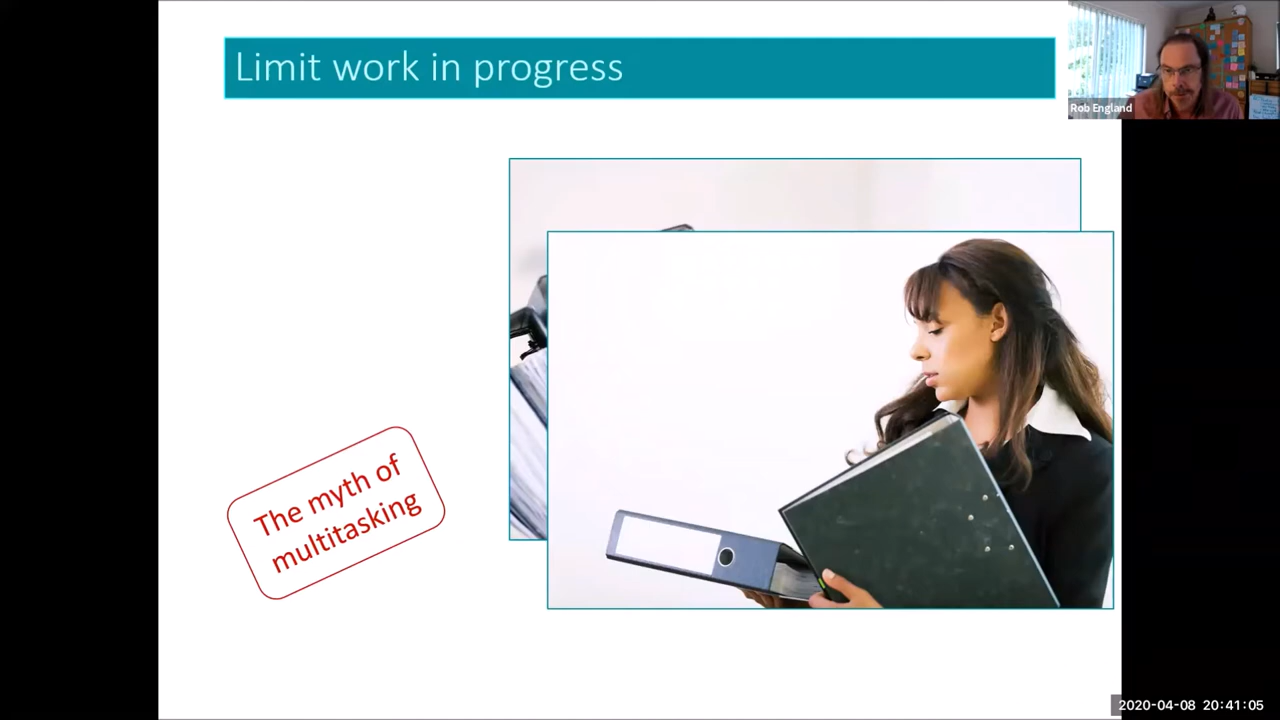 Limit work in progress
Rob England
The myth of
multitasking
2020-04-08 20:41:05